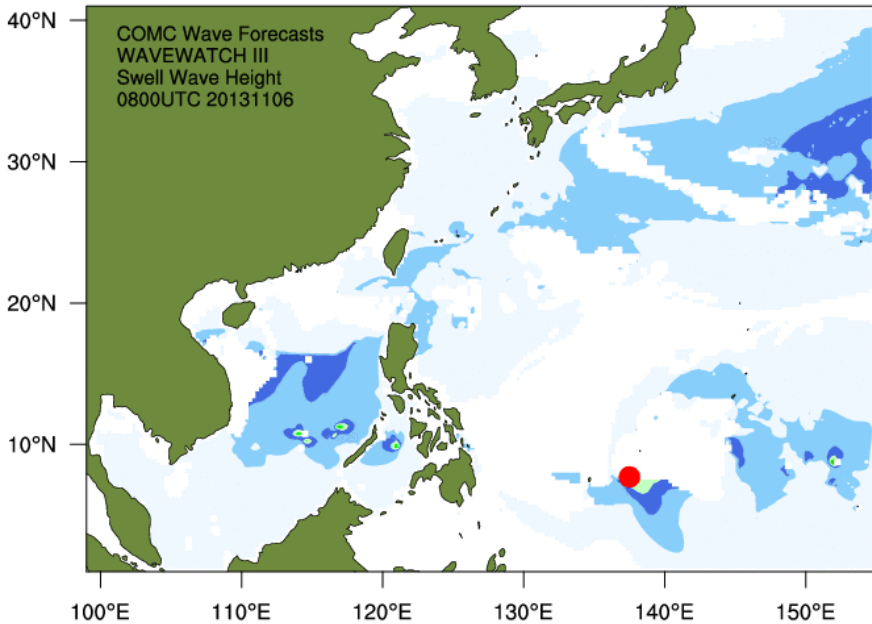 COMC Wave Forecasts
WAVEWATCH III
Swell Wave Height
0800UTC 20131106
40°N
30°N
20°N
10°N
100°E 110°E 120°E 130°E 140°E 150°E